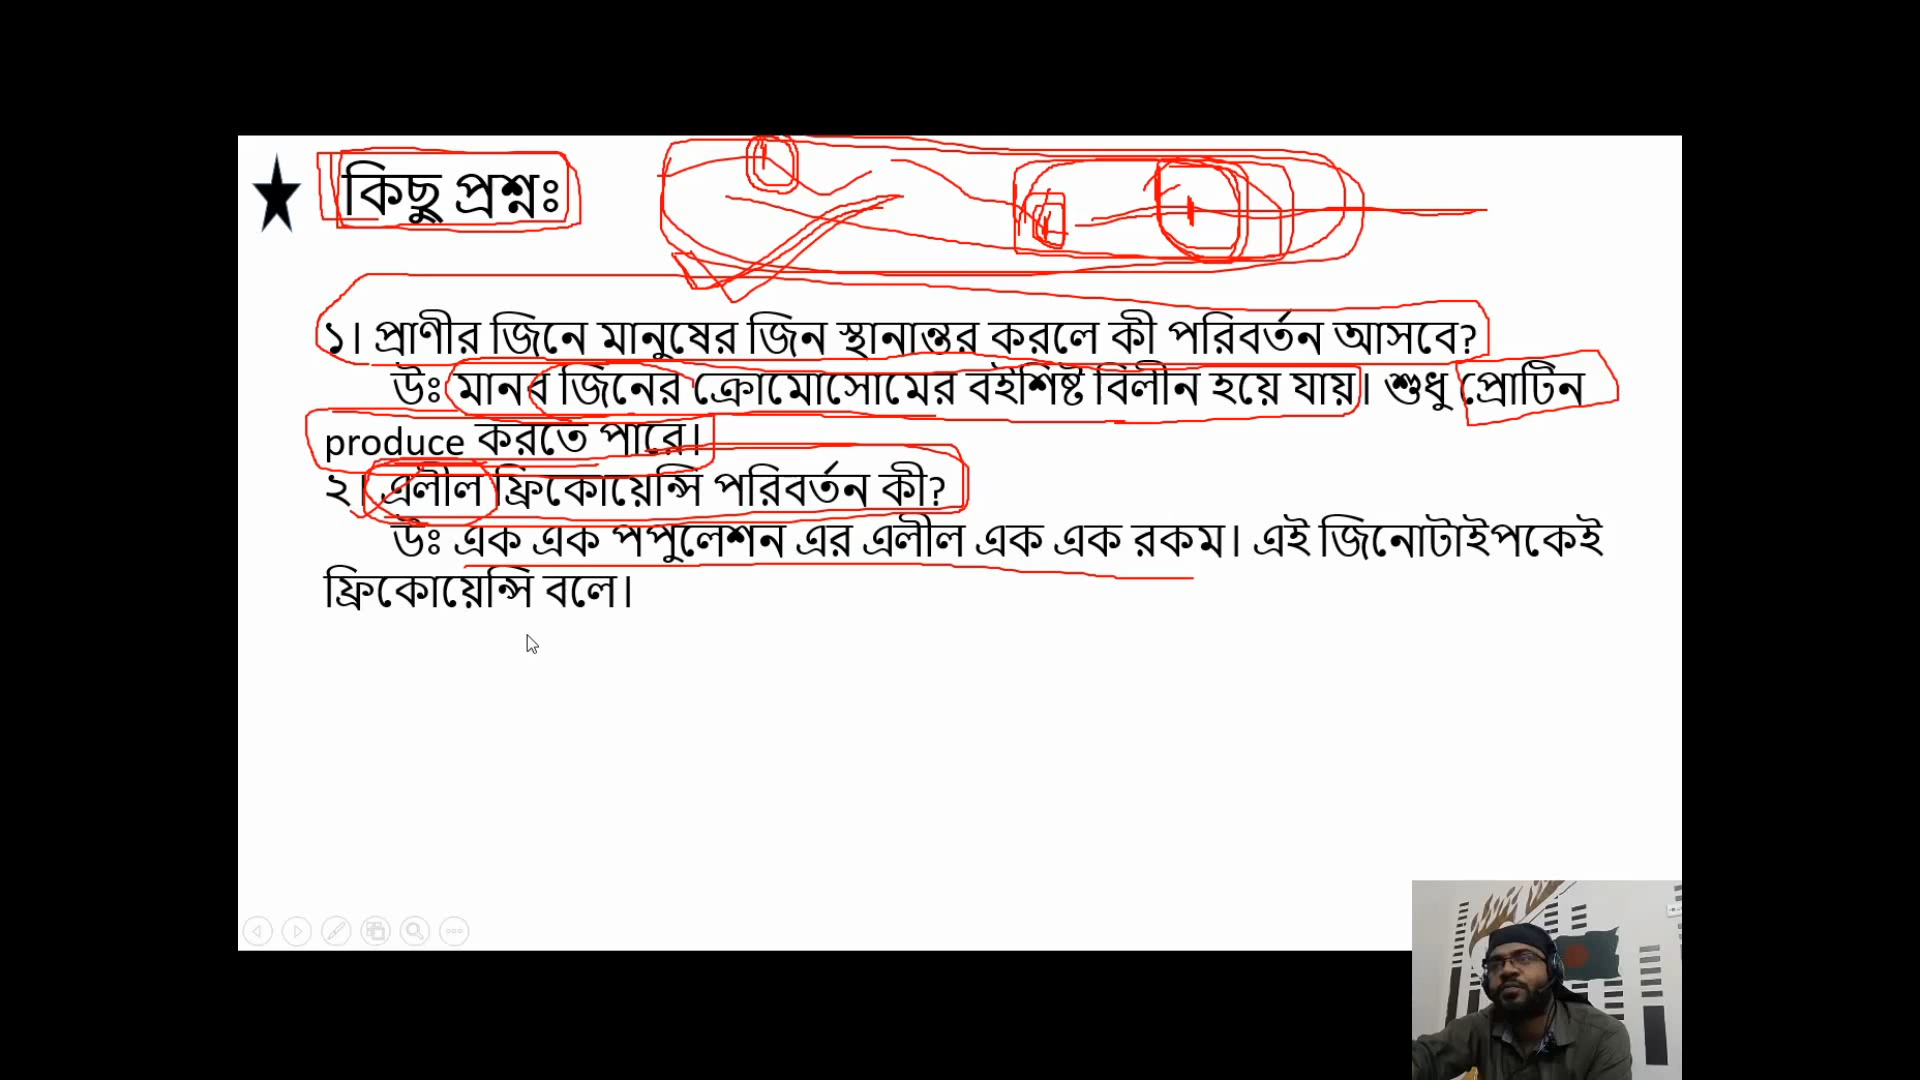 কিছু প্রশ্নঃ
১। প্রাণীর জিনে মানুষের জিন স্থানান্তর করলে কী পরিবর্তন আসবে?
উঃ মানব জিনের ক্রোমোসোমের বইশিষ্ট বিলীন হয়ে যায়। শুধু প্রোটিন
produce করতে পারে।
২। এলীল ফ্রিকোয়েন্সি পরিবর্তন কী?
উঃ এক এক পপুলেশন এর এলীল এক এক রকম। এই জিনোটাইপকেই
ফ্রিকোয়েন্সি বলে।